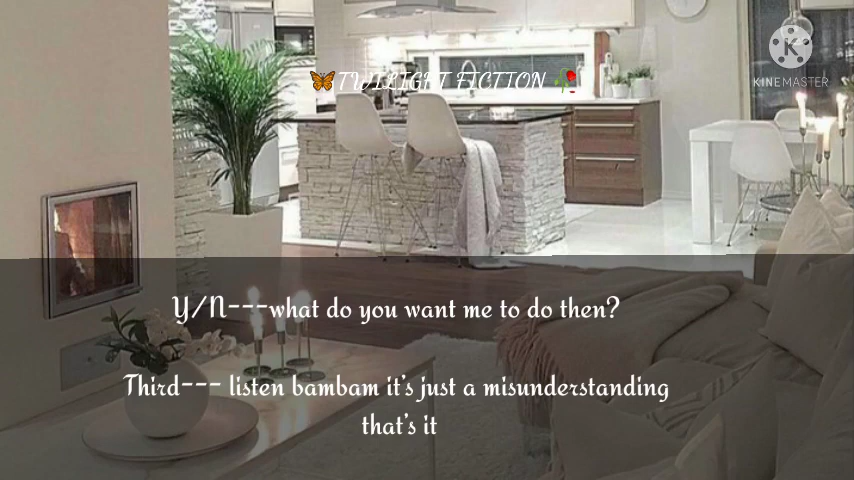 🦋TWILIGHT FICTION🥀
KINEMASTER
Y/N---what do you want me to do then?
Third--- listen bambam it's just a misunderstanding
that's it